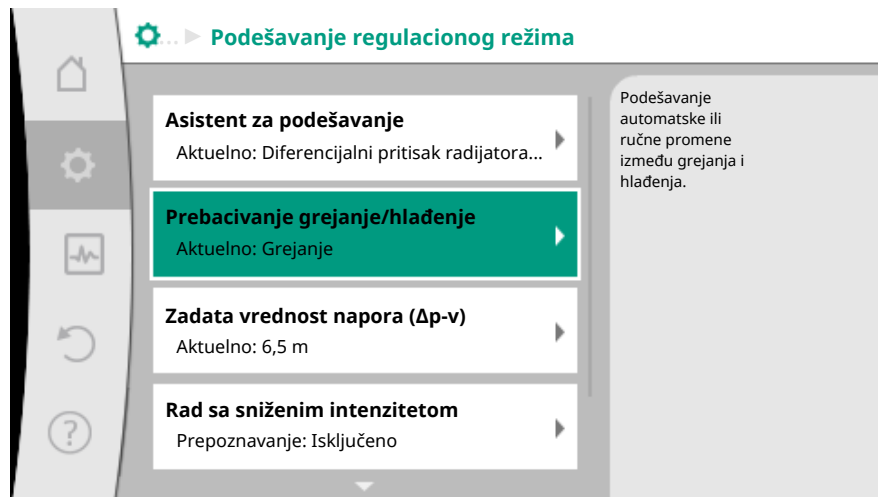 ... Podešavanje regulacionog režima
Asistent za podešavanje
Aktuelno: Diferencijalni pritisak radijatora...
Prebacivanje grejanje/hlađenje
Aktuelno: Grejanje
Zadata vrednost napora (Δp-v)
Aktuelno: 6,5 m
Rad sa sniženim intenzitetom
Prepoznavanje: Isključeno
Podešavanje
automatske ili
ručne promene
između grejanja i
hlađenja.
?